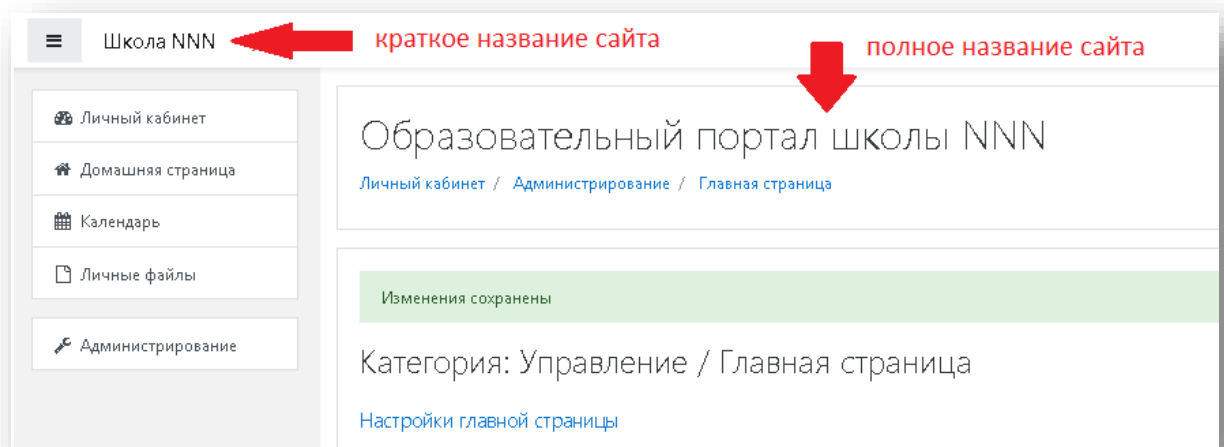 Школа NNN
краткое название сайта
полное название сайта
Личный кабинет
Домашняя страница
Календарь
Личные файлы
Администрирование
Образовательный портал школы NNN
Личный кабинет / Администрирование / Главная страница
Изменения сохранены
Категория: Управление / Главная страница
Настройки главной страницы